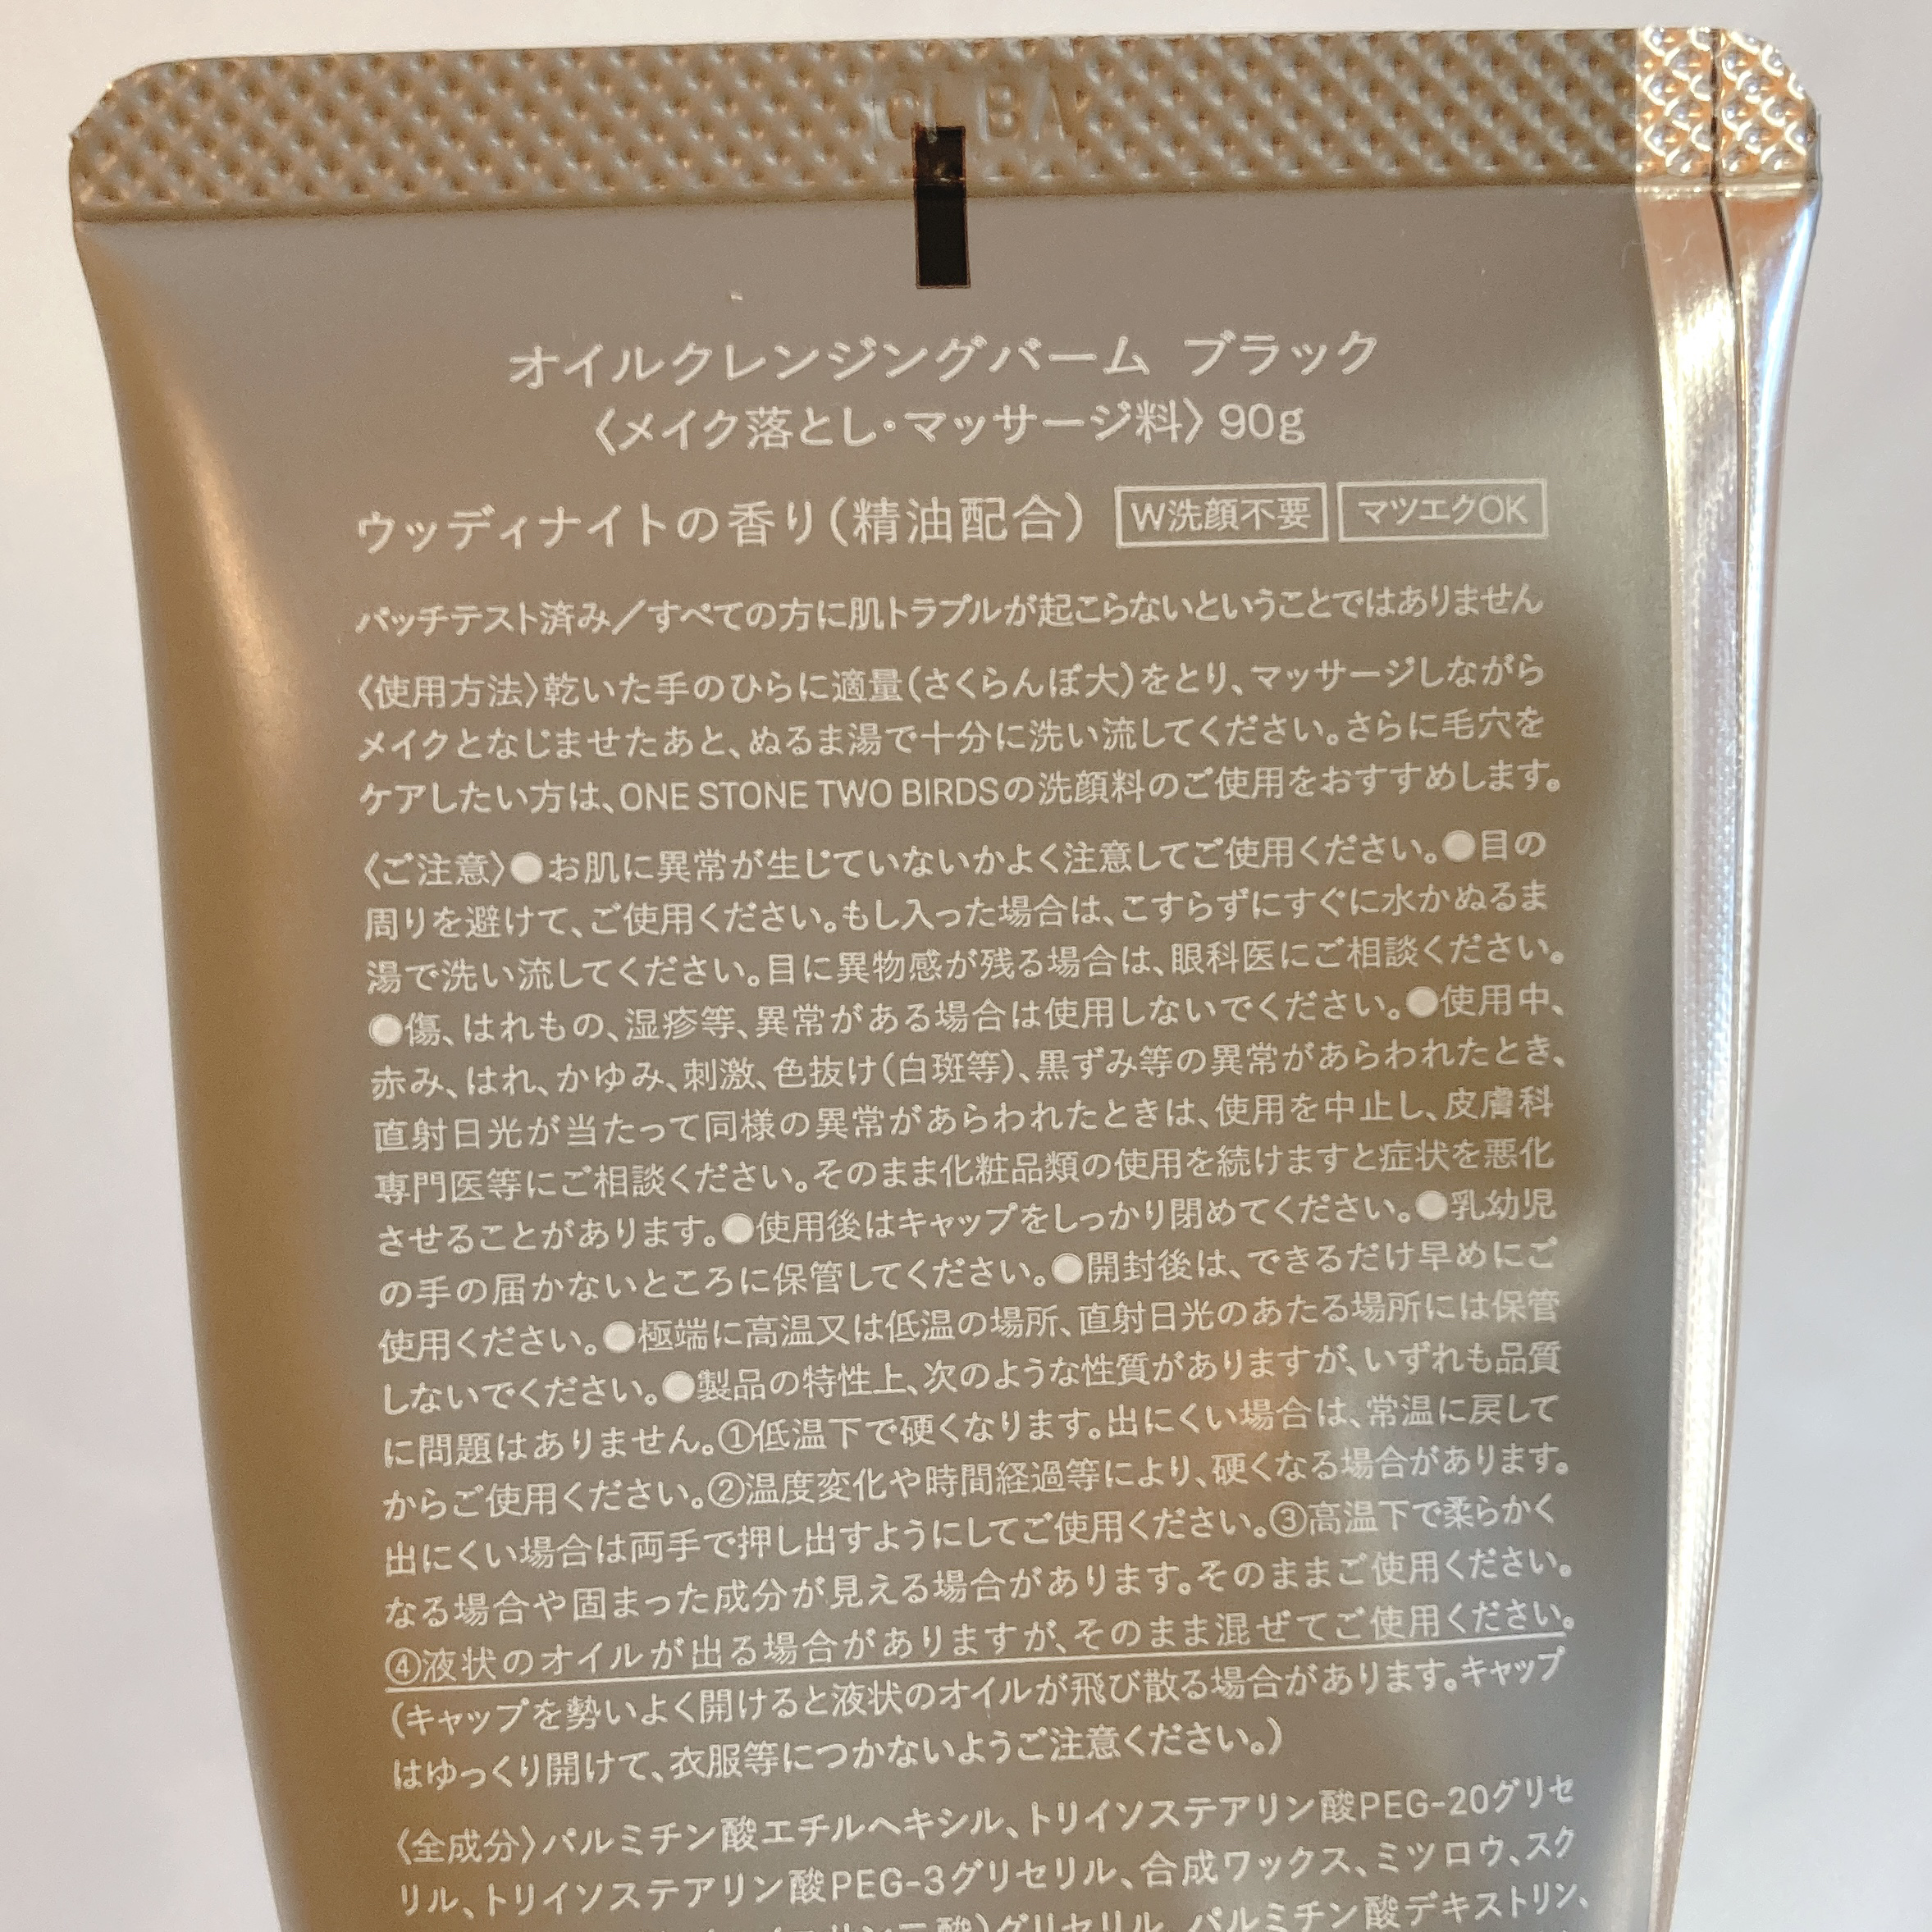 オイルクレンジングバーム ブラック
〈メイク落とし・マッサージ料〉90g
ウッディナイトの香り(精油配合) W洗顔不要 マツエクOK
パッチテスト済み/すべての方に肌トラブルが起こらないということではありません
〈使用方法〉乾いた手のひらに適量(さくらんぼ大)をとり、マッサージしながら
メイクとなじませたあと、ぬるま湯で十分に洗い流してください。さらに毛穴を
ケアしたい方は、ONE STONE TWO BIRDSの洗顔料のご使用をおすすめします。
〈ご注意〉●お肌に異常が生じていないかよく注意してご使用ください。●目の
周りを避けて、ご使用ください。もし入った場合は、こすらずにすぐに水かぬるま
湯で洗い流してください。目に異物感が残る場合は、眼科医にご相談ください。
●傷、はれもの、湿疹等、異常がある場合は使用しないでください。●使用中、
赤み、はれ、かゆみ、刺激、色抜け(白斑等)、黒ずみ等の異常があらわれたとき、
直射日光が当たって同様の異常があらわれたときは、使用を中止し、皮膚科
専門医等にご相談ください。そのまま化粧品類の使用を続けますと症状を悪化
させることがあります。●使用後はキャップをしっかり閉めてください。●乳幼児
の手の届かないところに保管してください。●開封後は、できるだけ早めにご
使用ください。●極端に高温又は低温の場所、直射日光のあたる場所には保管
しないでください。●製品の特性上、次のような性質がありますが、いずれも品質
に問題はありません。①低温下で硬くなります。出にくい場合は、常温に戻して
からご使用ください。②温度変化や時間経過等により、硬くなる場合があります。
出にくい場合は両手で押し出すようにしてご使用ください。③高温下で柔らかく
なる場合や固まった成分が見える場合があります。そのままご使用ください。
④液状のオイルが出る場合がありますが、そのまま混ぜてご使用ください。
(キャップを勢いよく開けると液状のオイルが飛び散る場合があります。キャップ
はゆっくり開けて、衣服等につかないようご注意ください。)
〈全成分〉パルミチン酸エチルヘキシル、トリイソステアリン酸PEG-20グリセ
リル、トリイソステアリン酸PEG-3グリセリル、合成ワックス、ミツロウ、スク
グリセリル、パルミチン酸デキストリン、